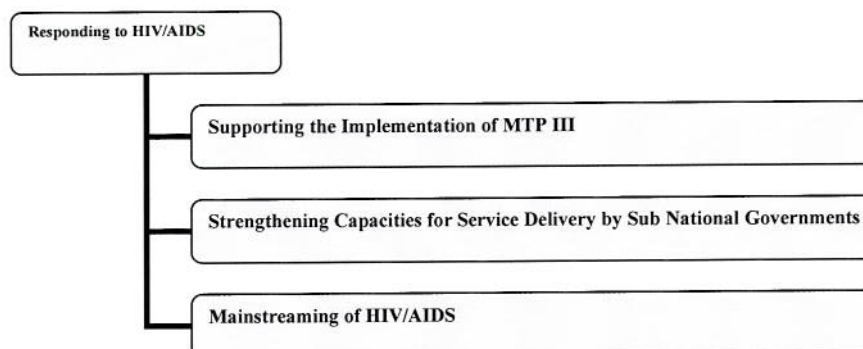 Responding to HIV/AIDS
Supporting the Implementation of MTP III
Strengthening Capacities for Service Delivery by Sub National Governments
Mainstreaming of HIV/AIDS